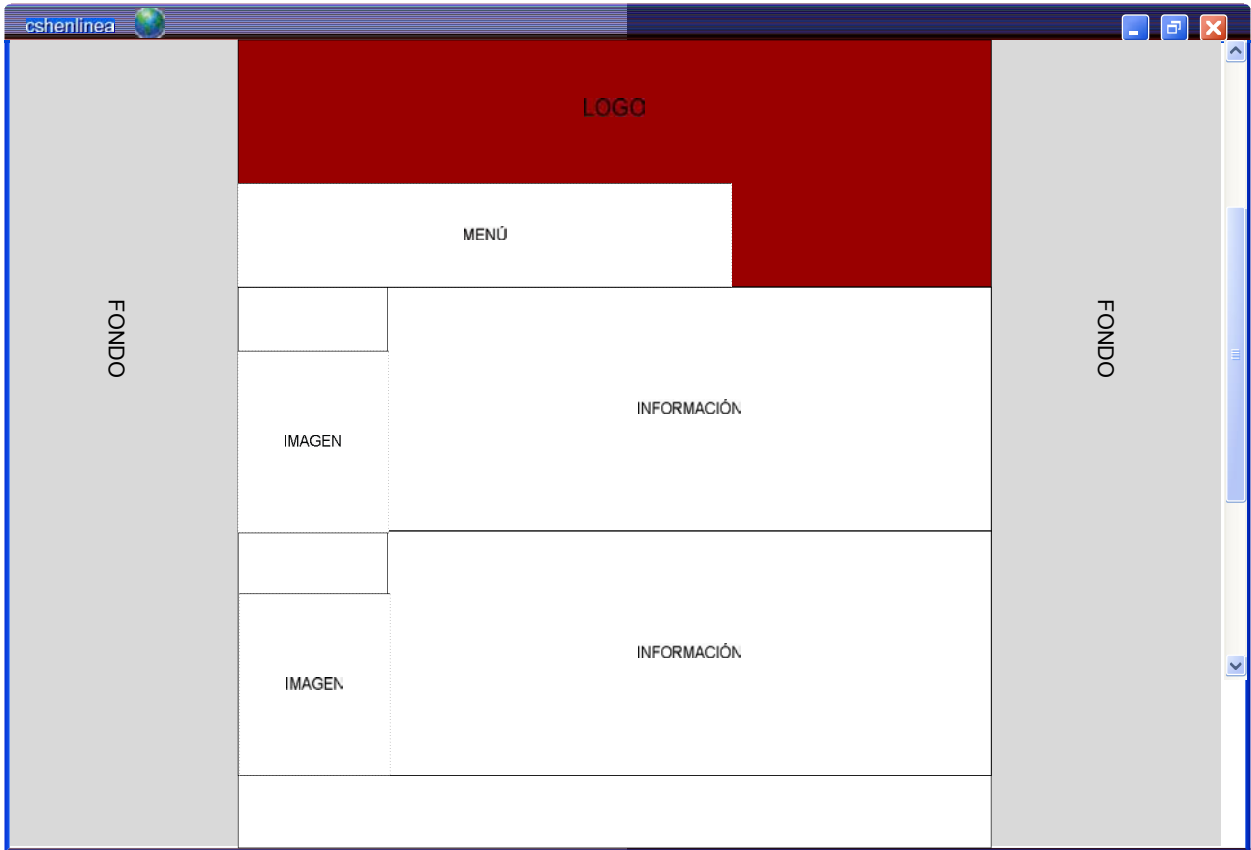 cshenlinea
LOGO
MENÚ
FONDO
FONDO
INFORMACIÓN
IMAGEN
INFORMACIÓN
IMAGEN